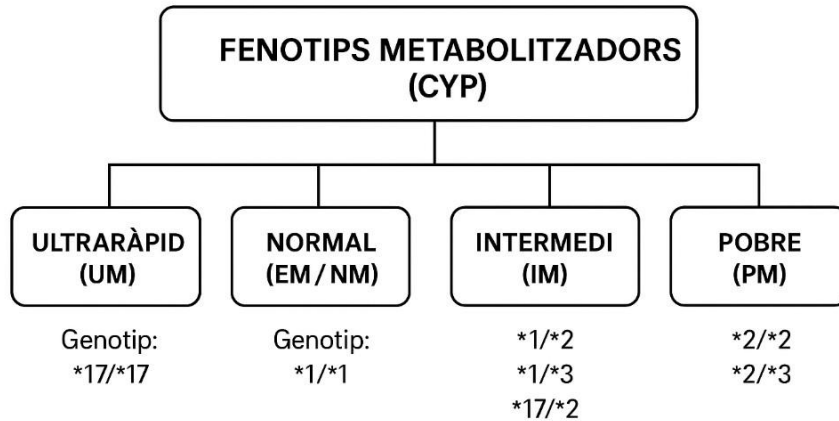 FENOTIPS METABOLITZADORS
(CYP)
ULTRARÀPID
(UM)
Genotip:
*17/*17
NORMAL
(EM / NM)
Genotip:
*1/*1
INTERMEDI
(IM)
*1/*2
*1/*3
*17/*2
POBRE
(PM)
*2/*2
*2/*3